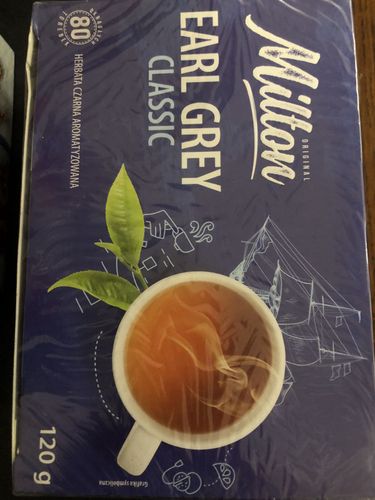 Milton
ORIGINAL
EARL GREY
CLASSIC
80
HERBATA CZARNA AROMATYZOWANA
120 g
Grafika symboliczna